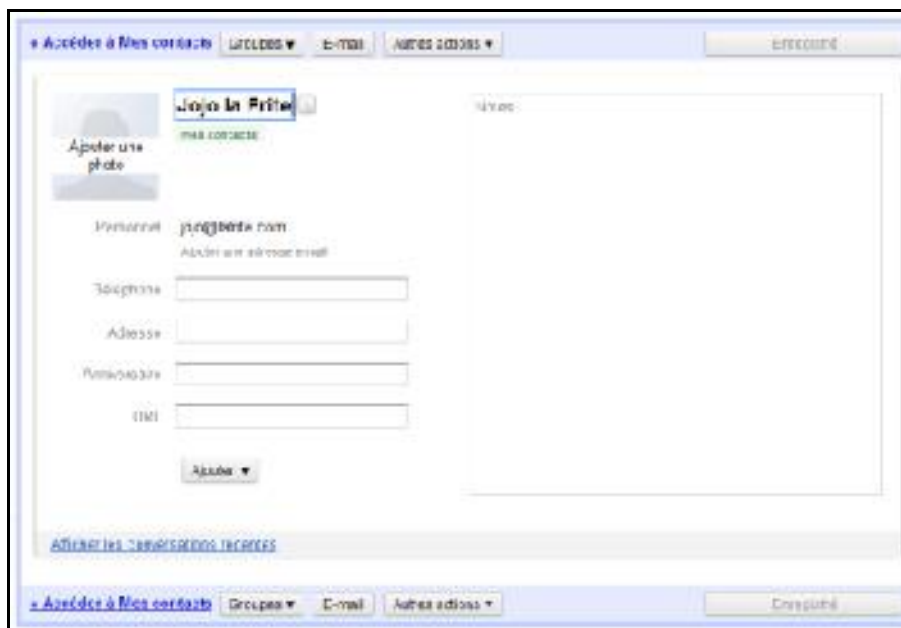 « Accéder à Mes contacts Groupes ▾ E-mail Autres actions ▾ Enregistré
Jojo la Frite
mes contacts
Ajouter une
photo
Notes
Personnel
Ajouter une adresse e-mail
Téléphone
Adresse
Anniversaire
URL
Ajouter ▾
Afficher les conversations récentes
« Accéder à Mes contacts Groupes ▾ E-mail Autres actions ▾ Enregistré